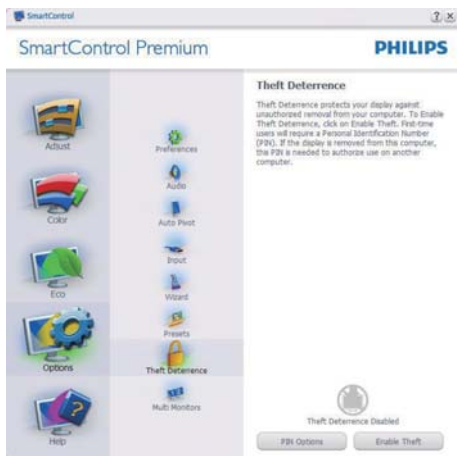 SmartControl
SmartControl Premium
PHILIPS
Adjust
Color
Eco
Options
Help
Preferences
Audio
Auto Pivot
Input
Wizard
Presets
Theft Deterrence
Multi Monitors
Theft Deterrence
Theft Deterrence protects your display against
unauthorized removal from your computer. To Enable
Theft Deterrence, click on Enable Theft. First-time
users will require a Personal Identification Number
(PIN). If the display is removed from this computer,
this PIN is needed to authorize use on another
computer.
Theft Deterrence Disabled
PIN Options
Enable Theft